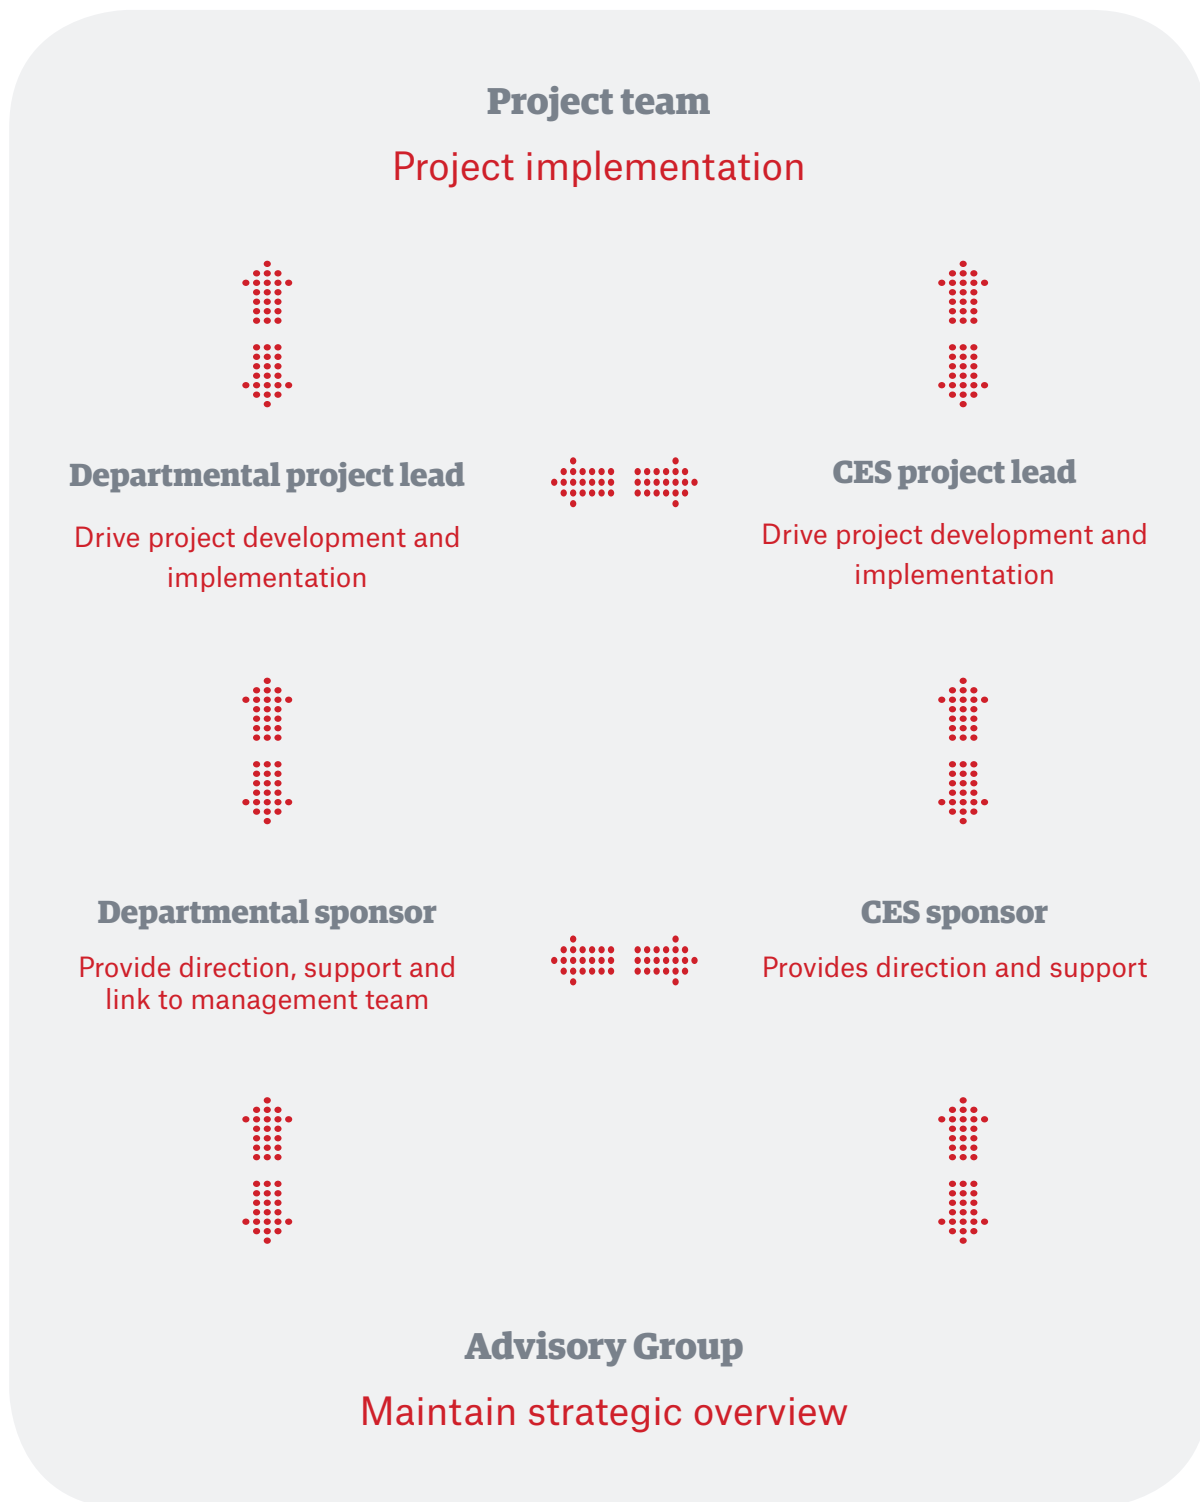 Project team
Project implementation
Departmental project lead
Drive project development and
implementation
CES project lead
Drive project development and
implementation
Departmental sponsor
Provide direction, support and
link to management team
CES sponsor
Provides direction and support
Advisory Group
Maintain strategic overview